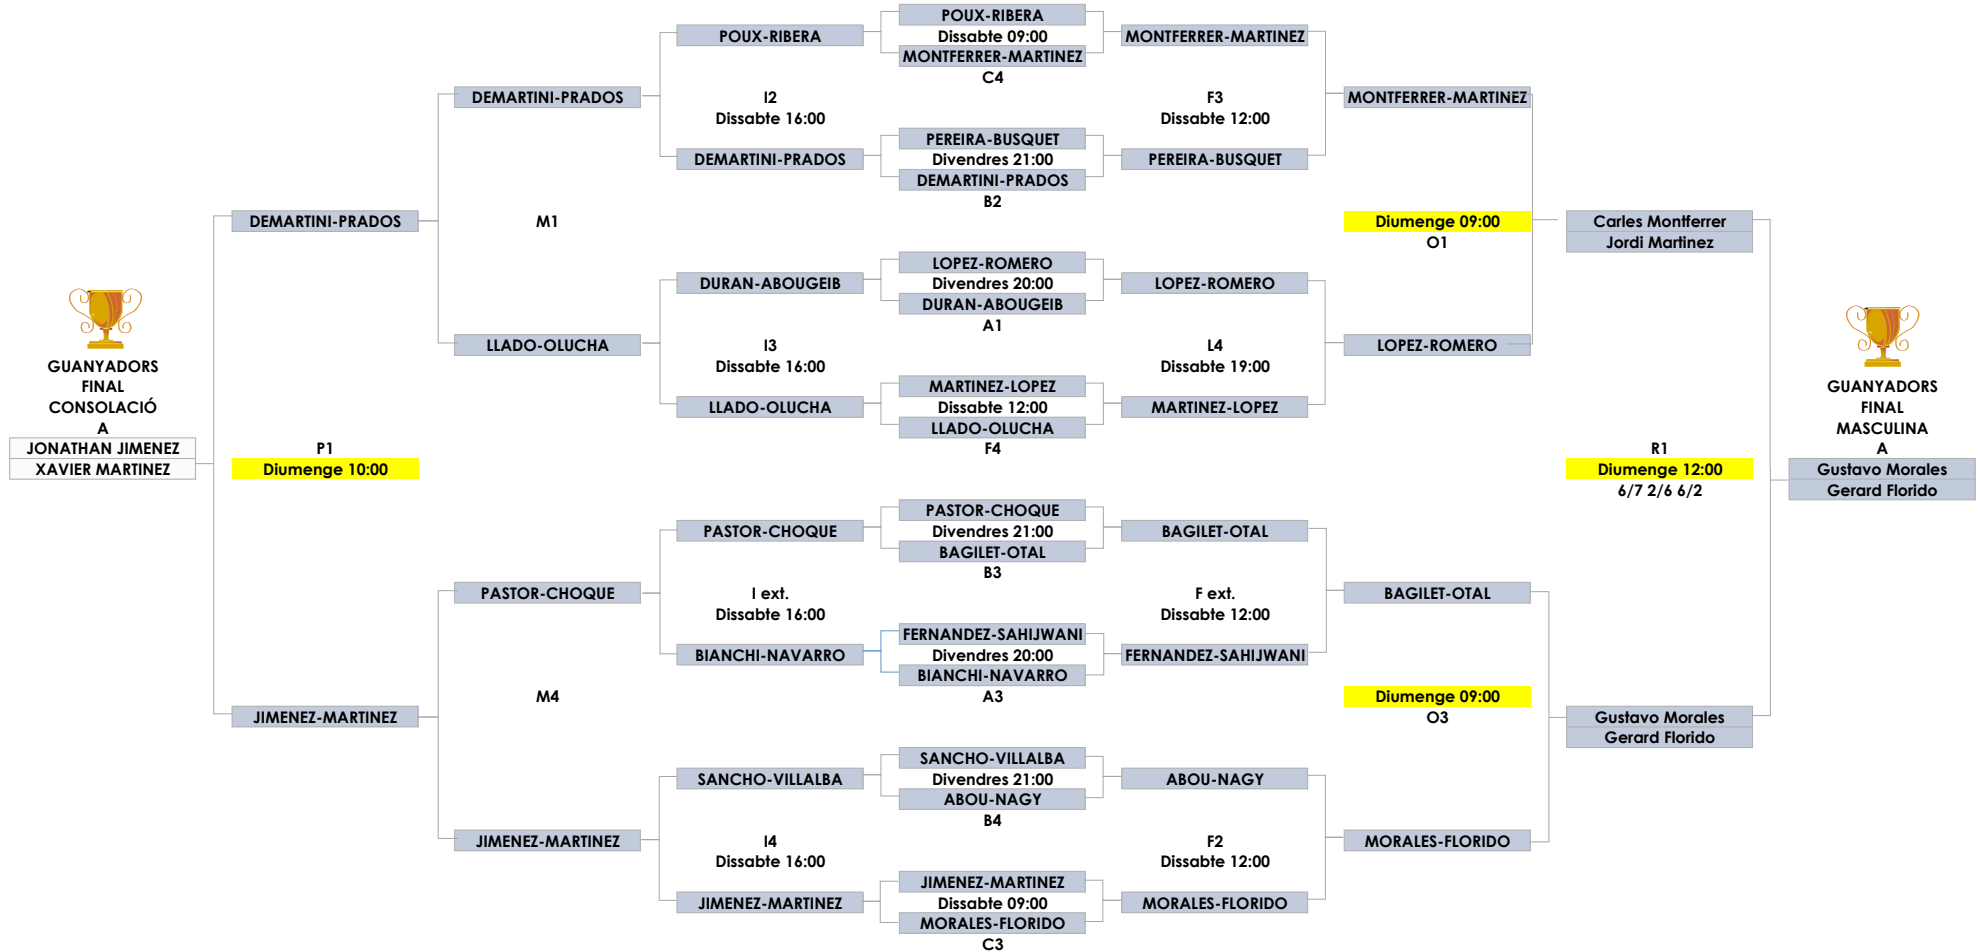 POUX-RIBERA
POUX-RIBERA
Dissabte 09:00
MONTFERRER-MARTINEZ
MONTFERRER-MARTINEZ
C4
DEMARTINI-PRADOS
I2
Dissabte 16:00
F3
Dissabte 12:00
MONTFERRER-MARTINEZ
DEMARTINI-PRADOS
PEREIRA-BUSQUET
Divendres 21:00
DEMARTINI-PRADOS
PEREIRA-BUSQUET
B2
DEMARTINI-PRADOS
M1
Diumenge 09:00
O1
Carles Montferrer
Jordi Martinez
DURAN-ABOUGEIB
LOPEZ-ROMERO
Divendres 20:00
DURAN-ABOUGEIB
LOPEZ-ROMERO
A1
LLADO-OLUCHA
I3
Dissabte 16:00
L4
Dissabte 19:00
LOPEZ-ROMERO
LLADO-OLUCHA
MARTINEZ-LOPEZ
Dissabte 12:00
LLADO-OLUCHA
MARTINEZ-LOPEZ
F4
GUANYADORS
FINAL
CONSOLACIÓ
A
JONATHAN JIMENEZ
XAVIER MARTINEZ
P1
Diumenge 10:00
R1
Diumenge 12:00
6/7 2/6 6/2
GUANYADORS
FINAL
MASCULINA
A
Gustavo Morales
Gerard Florido
PASTOR-CHOQUE
PASTOR-CHOQUE
Divendres 21:00
BAGILET-OTAL
BAGILET-OTAL
B3
PASTOR-CHOQUE
I ext.
Dissabte 16:00
F ext.
Dissabte 12:00
BAGILET-OTAL
BIANCHI-NAVARRO
FERNANDEZ-SAHIJWANI
Divendres 20:00
BIANCHI-NAVARRO
FERNANDEZ-SAHIJWANI
A3
JIMENEZ-MARTINEZ
M4
Diumenge 09:00
O3
Gustavo Morales
Gerard Florido
SANCHO-VILLALBA
SANCHO-VILLALBA
Divendres 21:00
ABOU-NAGY
ABOU-NAGY
B4
JIMENEZ-MARTINEZ
I4
Dissabte 16:00
F2
Dissabte 12:00
MORALES-FLORIDO
JIMENEZ-MARTINEZ
JIMENEZ-MARTINEZ
Dissabte 09:00
MORALES-FLORIDO
MORALES-FLORIDO
C3